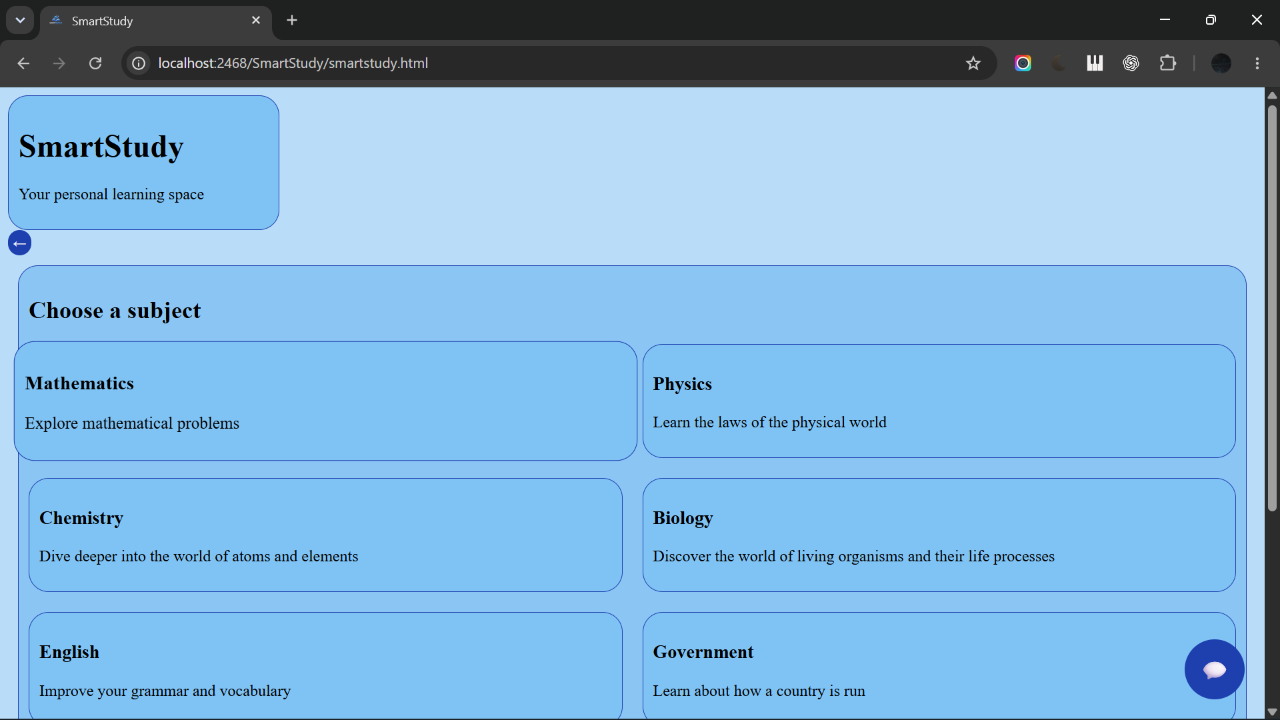 SmartStudy
localhost:2468/SmartStudy/smartstudy.html
SmartStudy
Your personal learning space
←
Choose a subject
Mathematics
Explore mathematical problems
Physics
Learn the laws of the physical world
Chemistry
Dive deeper into the world of atoms and elements
Biology
Discover the world of living organisms and their life processes
English
Improve your grammar and vocabulary
Government
Learn about how a country is run